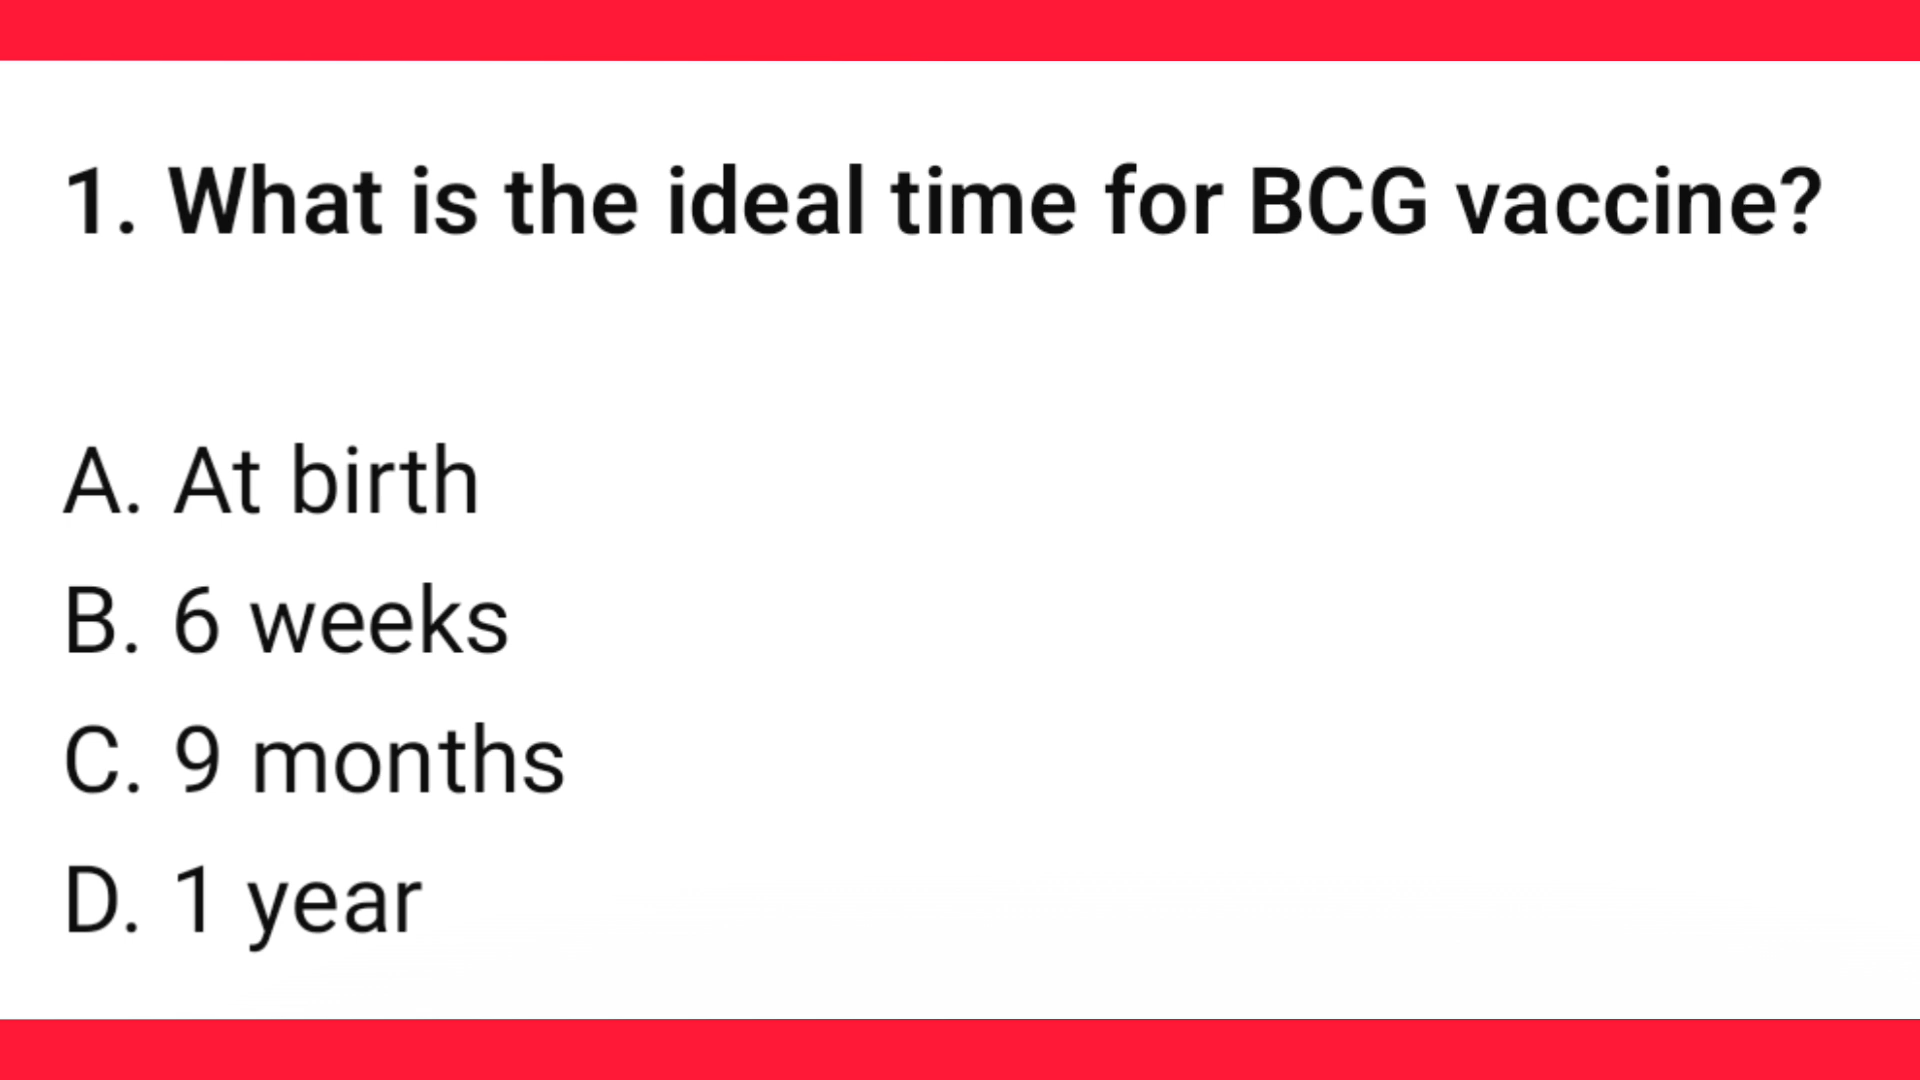 1. What is the ideal time for BCG vaccine?
A. At birth
B. 6 weeks
C. 9 months
D. 1 year